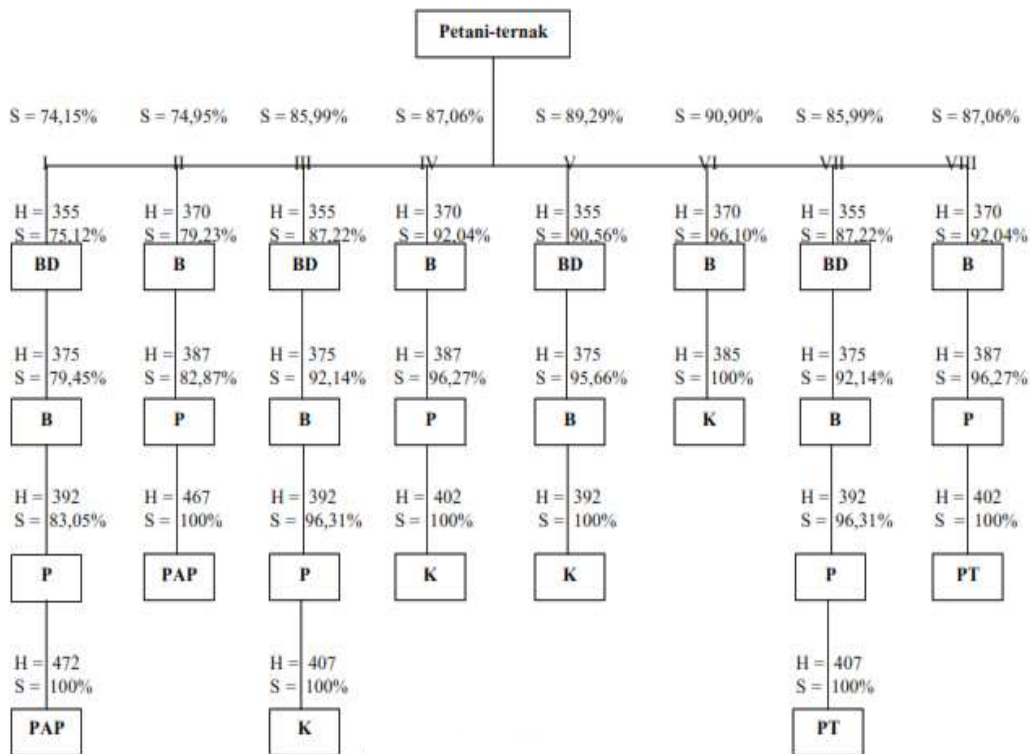 Petani-ternak
S = 74,15% S = 74,95% S = 85,99% S = 87,06% S = 89,29% S = 90,90% S = 85,99% S = 87,06%
I II III IV V VI VII VIII
H = 355 H = 370 H = 355 H = 370 H = 355 H = 370 H = 355 H = 370
S = 75,12% S = 79,23% S = 87,22% S = 92,04% S = 90,56% S = 96,10% S = 87,22% S = 92,04%
BD B BD B BD B BD B
H = 375 H = 387 H = 375 H = 387 H = 375 H = 385 H = 375 H = 387
S = 79,45% S = 82,87% S = 92,14% S = 96,27% S = 95,66% S = 100% S = 92,14% S = 96,27%
B P B P B K B P
H = 392 H = 467 H = 392 H = 402 H = 392 H = 392 H = 402
S = 83,05% S = 100% S = 96,31% S = 100% S = 100% S = 96,31% S = 100%
P PAP P K K P PT
H = 472 H = 407 H = 407
S = 100% S = 100% S = 100%
PAP K PT